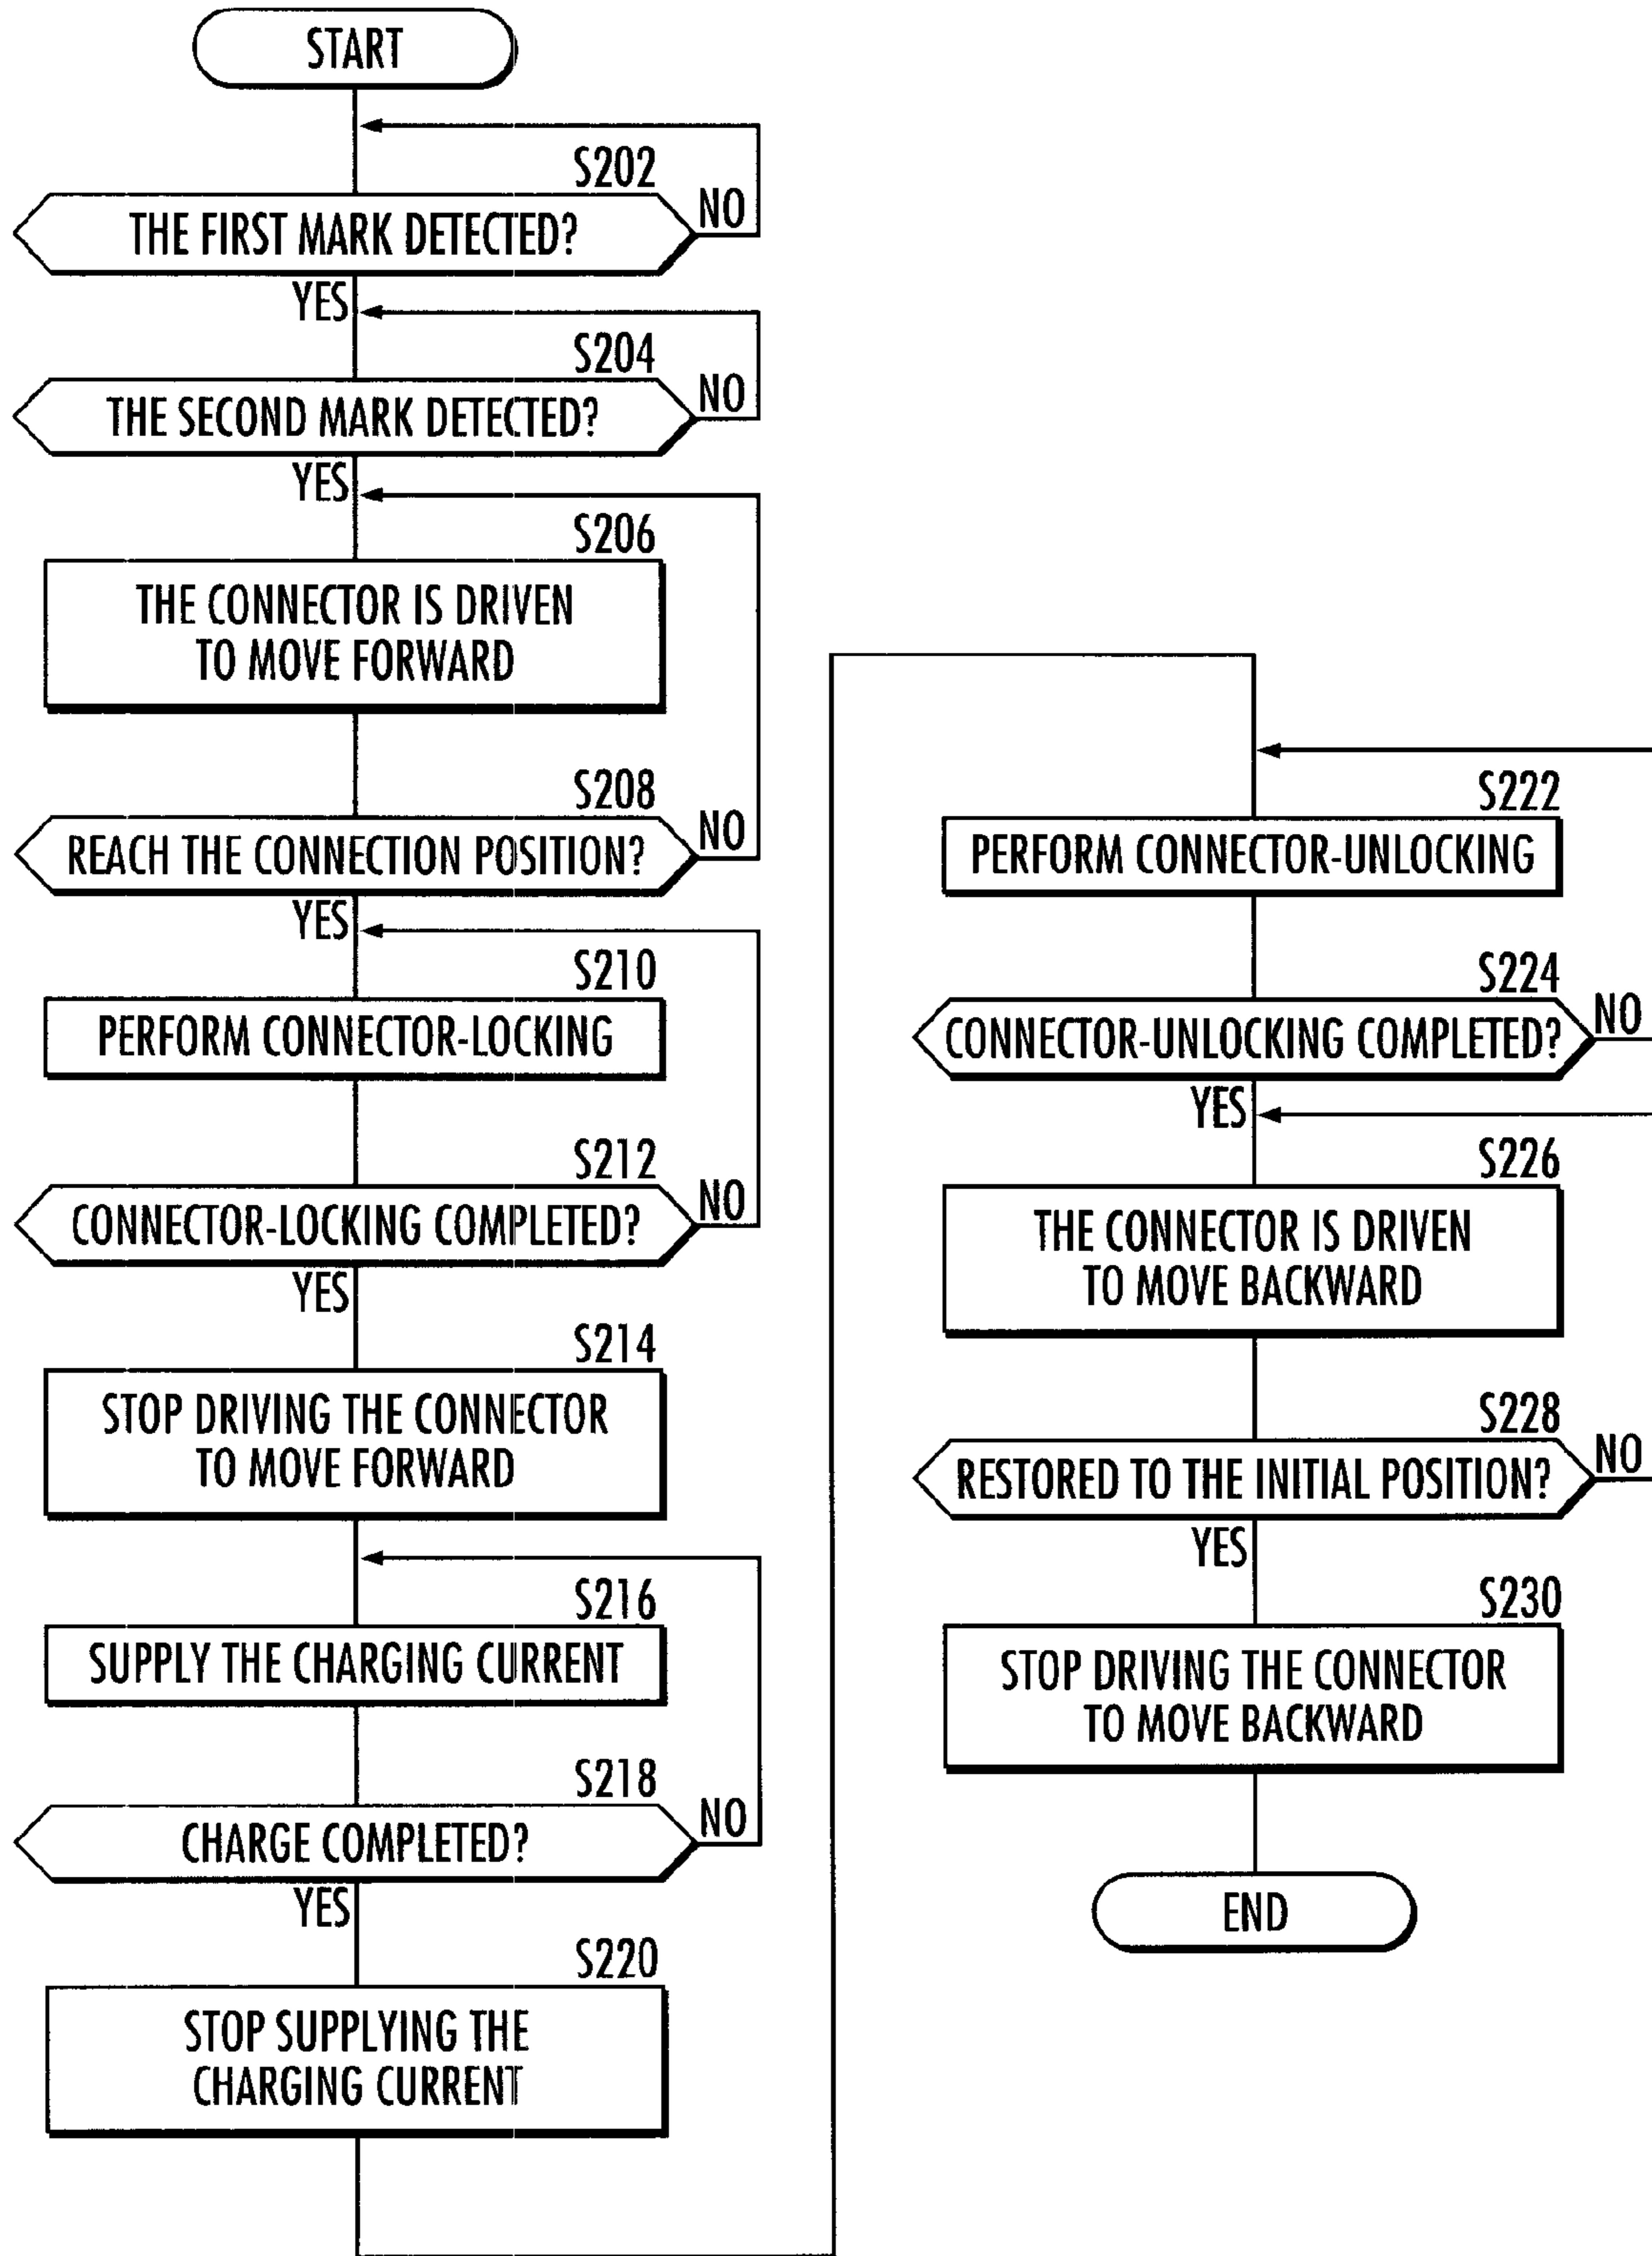 START
S202
THE FIRST MARK DETECTED?
NO
YES
S204
THE SECOND MARK DETECTED?
NO
YES
S206
THE CONNECTOR IS DRIVEN
TO MOVE FORWARD
S208
REACH THE CONNECTION POSITION?
NO
YES
S210
PERFORM CONNECTOR-LOCKING
S212
CONNECTOR-LOCKING COMPLETED?
NO
YES
S214
STOP DRIVING THE CONNECTOR
TO MOVE FORWARD
S216
SUPPLY THE CHARGING CURRENT
S218
CHARGE COMPLETED?
NO
YES
S220
STOP SUPPLYING THE
CHARGING CURRENT
S222
PERFORM CONNECTOR-UNLOCKING
S224
CONNECTOR-UNLOCKING COMPLETED?
NO
YES
S226
THE CONNECTOR IS DRIVEN
TO MOVE BACKWARD
S228
RESTORED TO THE INITIAL POSITION?
NO
YES
S230
STOP DRIVING THE CONNECTOR
TO MOVE BACKWARD
END